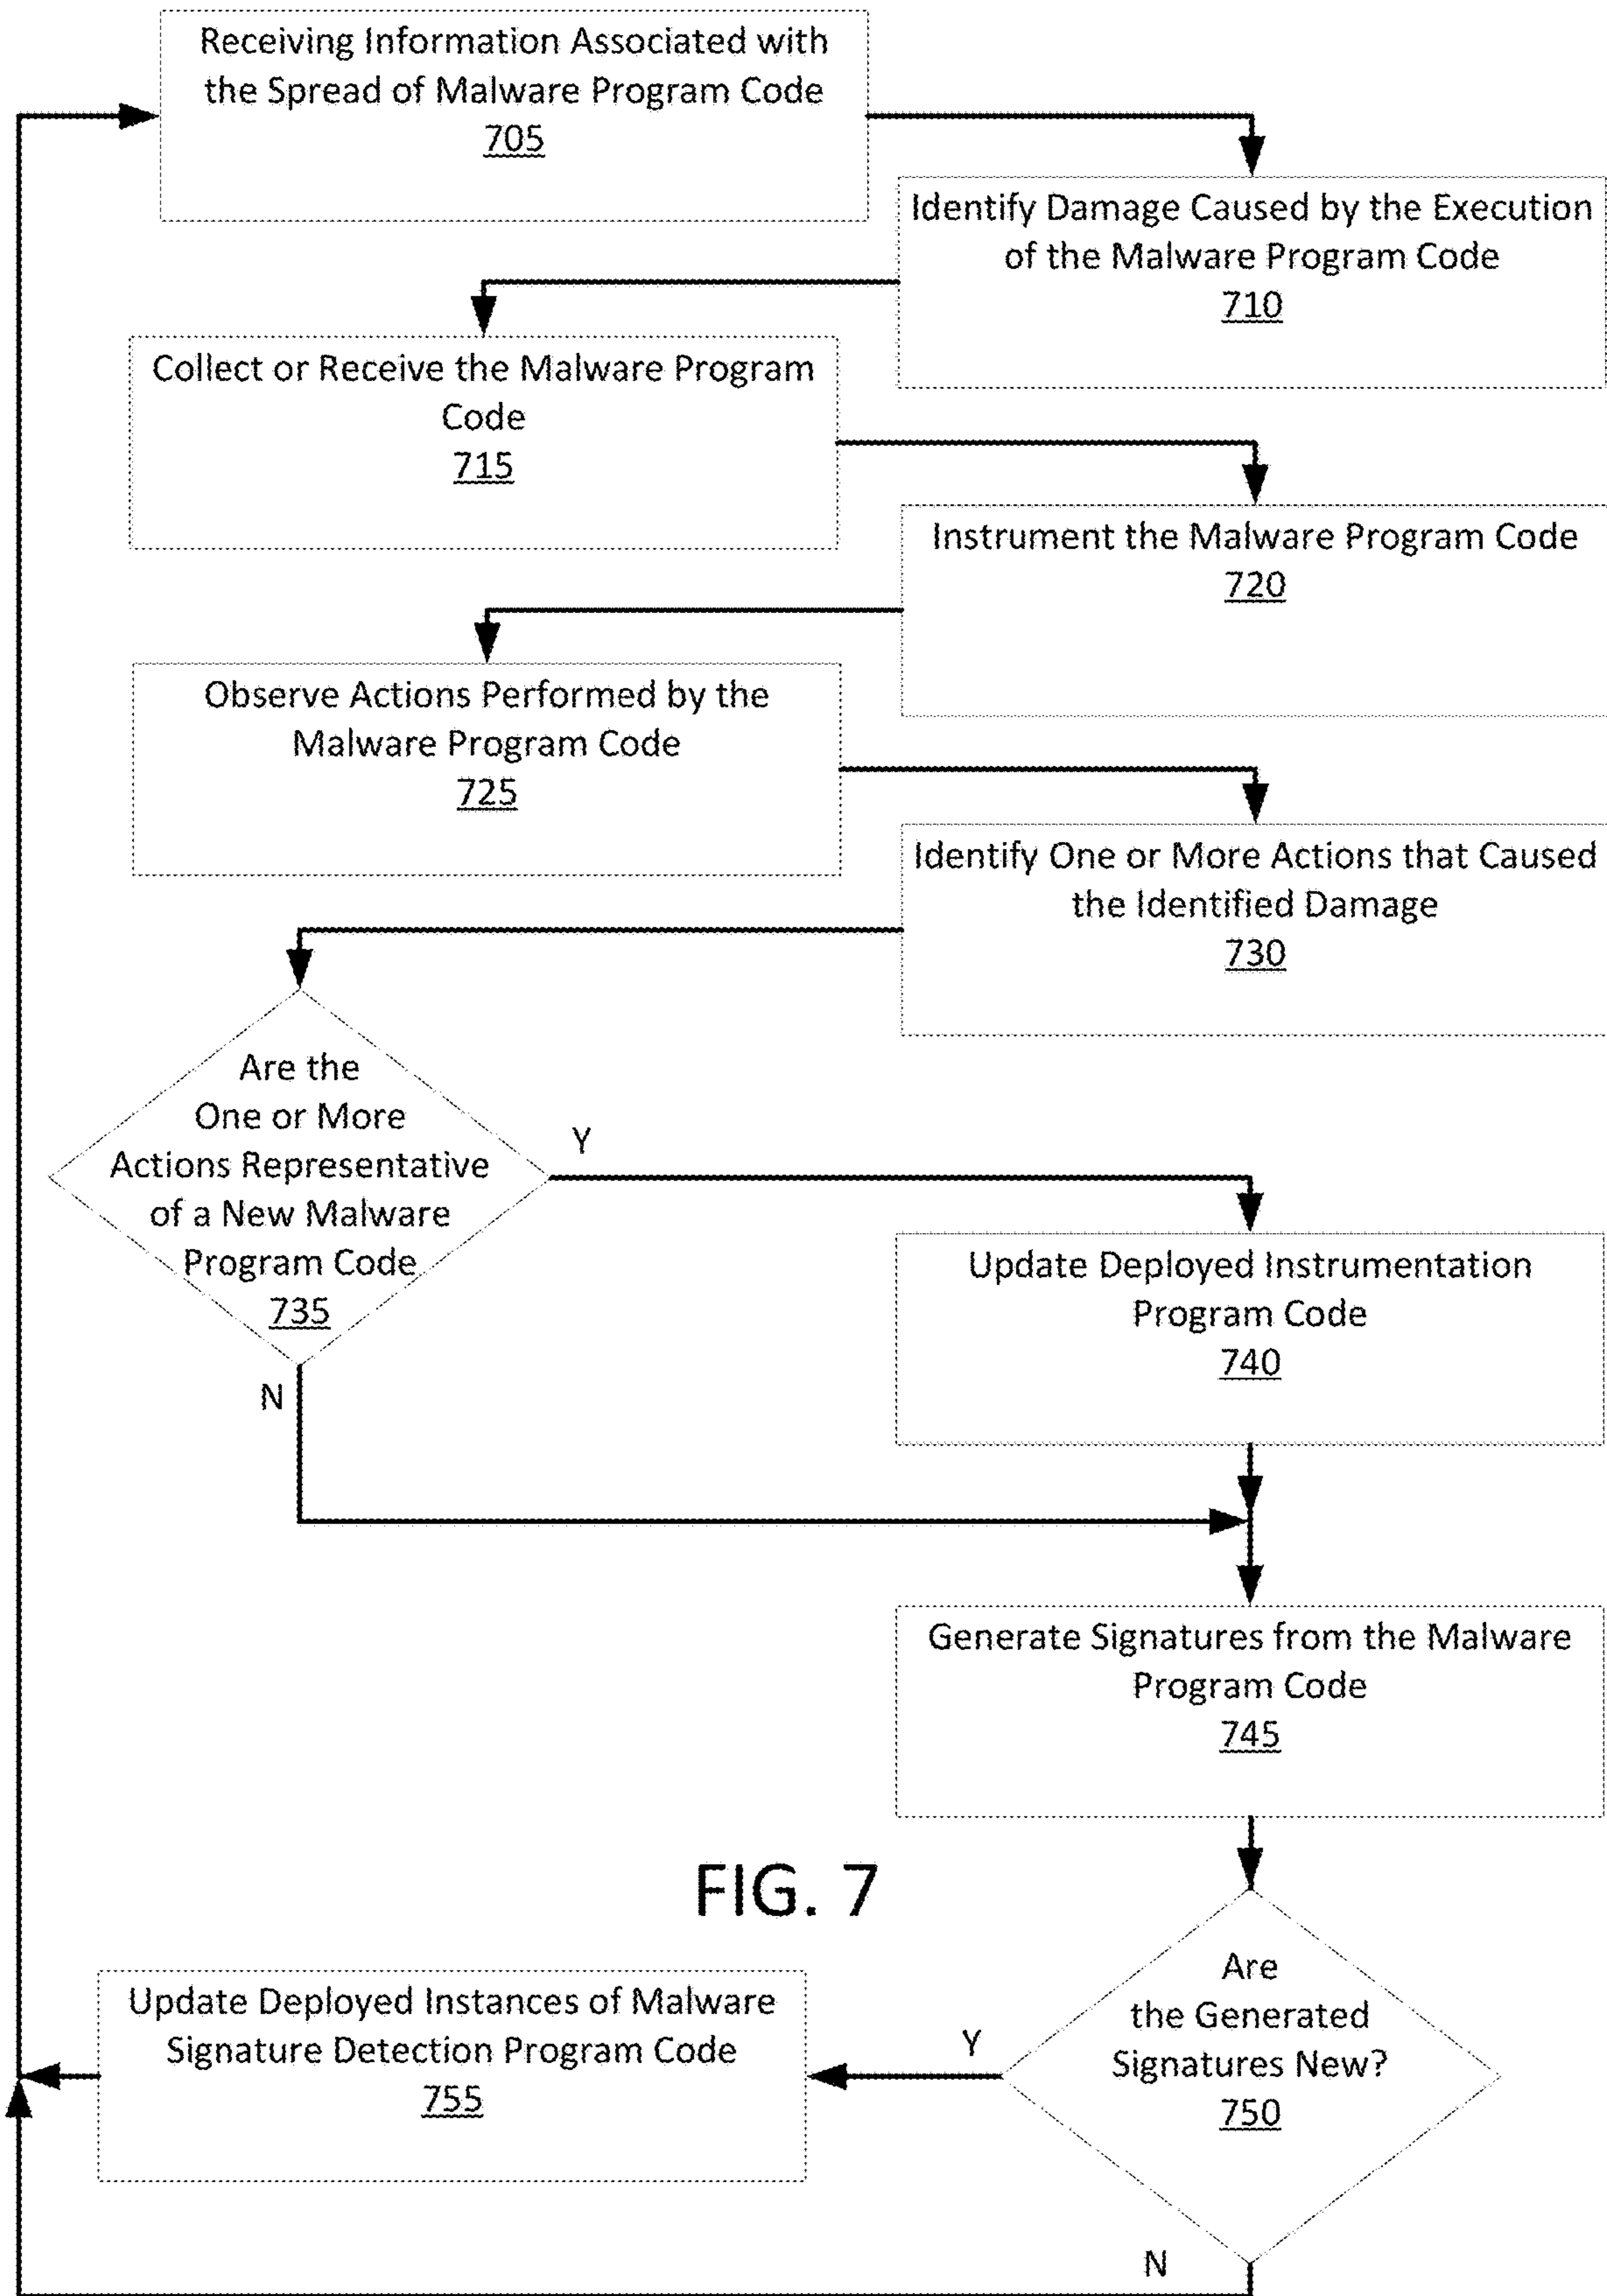 Receiving Information Associated with
the Spread of Malware Program Code
705
Identify Damage Caused by the Execution
of the Malware Program Code
710
Collect or Receive the Malware Program
Code
715
Instrument the Malware Program Code
720
Observe Actions Performed by the
Malware Program Code
725
Identify One or More Actions that Caused
the Identified Damage
730
Are the
One or More
Actions Representative
of a New Malware
Program Code
735
Y
N
Update Deployed Instrumentation
Program Code
740
Generate Signatures from the Malware
Program Code
745
FIG. 7
Are
the Generated
Signatures New?
750
Y
N
Update Deployed Instances of Malware
Signature Detection Program Code
755